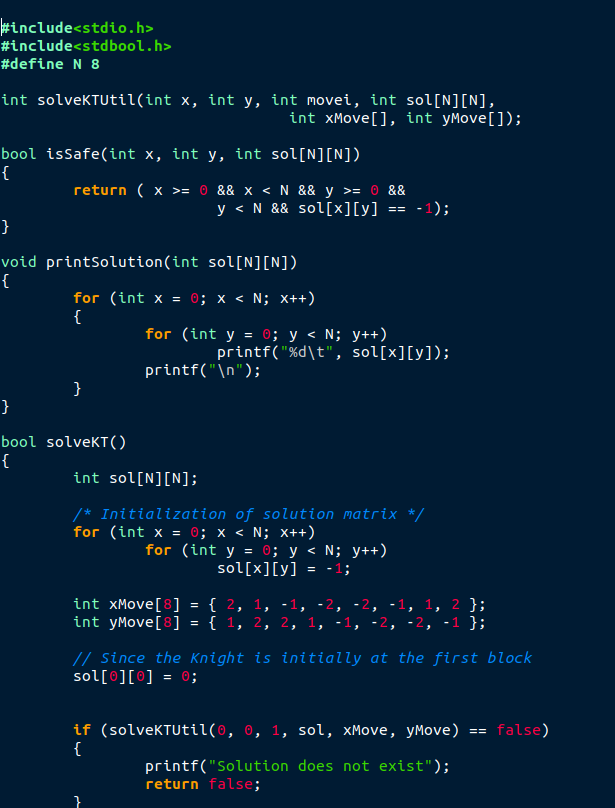 #include<stdio.h>
#include<stdbool.h>
#define N 8
int solveKTUtil(int x, int y, int movei, int sol[N][N],
int xMove[], int yMove[]);
bool isSafe(int x, int y, int sol[N][N])
{
return ( x >= 0 && x < N && y >= 0 &&
y < N && sol[x][y] == -1);
}
void printSolution(int sol[N][N])
{
for (int x = 0; x < N; x++)
{
for (int y = 0; y < N; y++)
printf("%d\t", sol[x][y]);
printf("\n");
}
}
bool solveKT()
{
int sol[N][N];
/* Initialization of solution matrix */
for (int x = 0; x < N; x++)
for (int y = 0; y < N; y++)
sol[x][y] = -1;
int xMove[8] = { 2, 1, -1, -2, -2, -1, 1, 2 };
int yMove[8] = { 1, 2, 2, 1, -1, -2, -2, -1 };
// Since the Knight is initially at the first block
sol[0][0] = 0;
if (solveKTUtil(0, 0, 1, sol, xMove, yMove) == false)
{
printf("Solution does not exist");
return false;
}